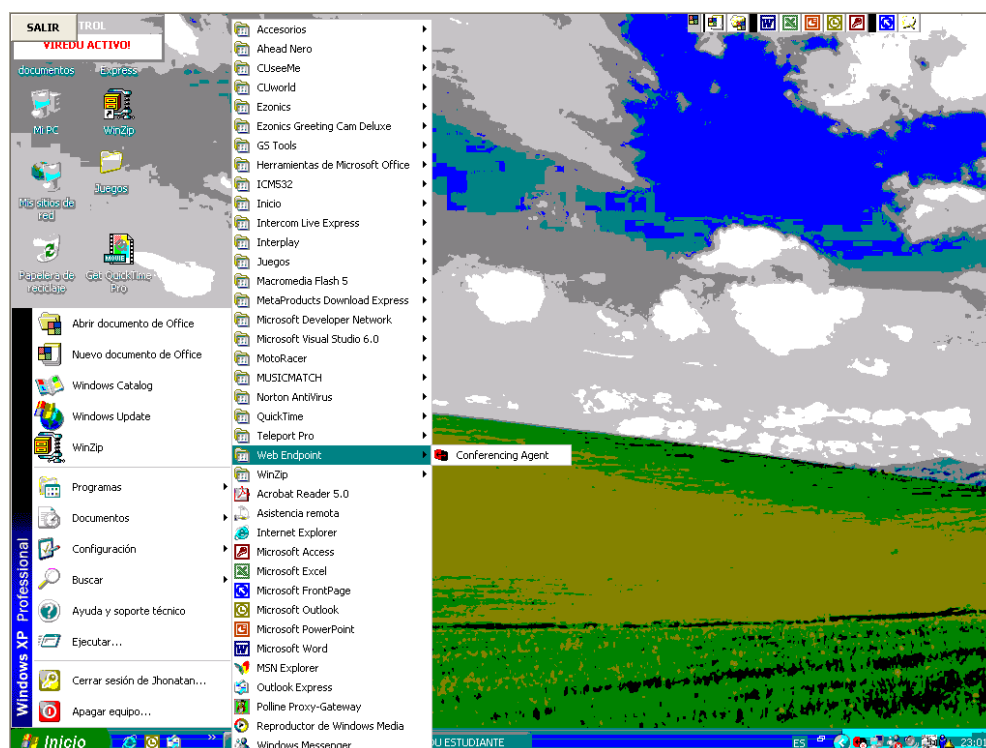 SALIR
TROL
VIREDU ACTIVO!
documentos
Express
Mi PC
WinZip
Mis sitios de
red
Juegos
Papelera de
reciclaje
Get QuickTime
Pro
Abrir documento de Office
Nuevo documento de Office
Windows Catalog
Windows Update
WinZip
Programas
Documentos
Configuración
Buscar
Ayuda y soporte técnico
Ejecutar...
Cerrar sesión de Jhonatan...
Apagar equipo...
Windows XP Professional
Accesorios
Ahead Nero
CUseeMe
CUworld
Ezonics
Ezonics Greeting Cam Deluxe
GS Tools
Herramientas de Microsoft Office
ICM532
Inicio
Intercom Live Express
Interplay
Juegos
Macromedia Flash 5
MetaProducts Download Express
Microsoft Developer Network
Microsoft Visual Studio 6.0
MotoRacer
MUSICMATCH
Norton AntiVirus
QuickTime
Teleport Pro
Web Endpoint
WinZip
Acrobat Reader 5.0
Asistencia remota
Internet Explorer
Microsoft Access
Microsoft Excel
Microsoft FrontPage
Microsoft Outlook
Microsoft PowerPoint
Microsoft Word
MSN Explorer
Outlook Express
Polline Proxy-Gateway
Reproductor de Windows Media
Windows Messenger
Conferencing Agent
Inicio
DU ESTUDIANTE
ES
23:01